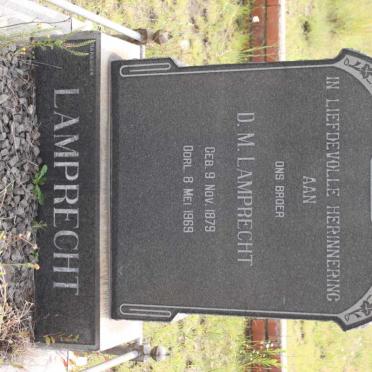 IN LIEFDEVOLLE HERINNERING
AAN
ONS BROER
D. M. LAMPRECHT
GEB. 9 NOV. 1879
OORL. 8 MEI 1969
LAMPRECHT